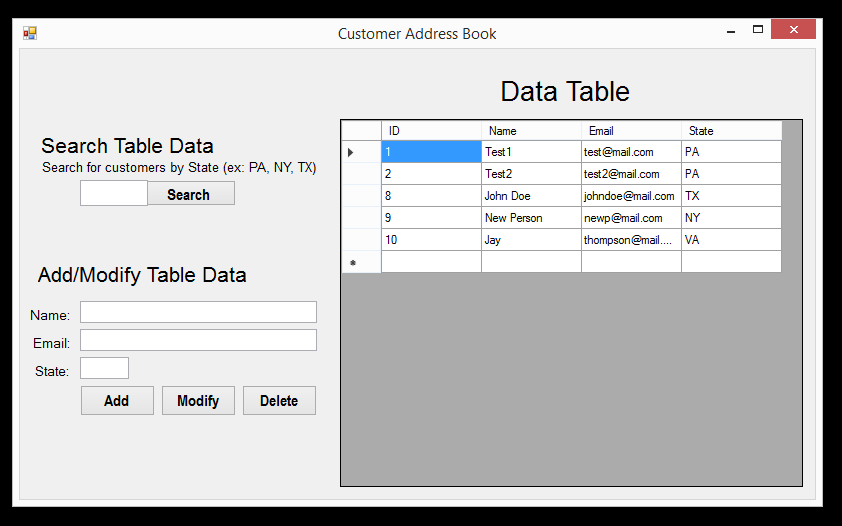 Customer Address Book
Data Table
Search Table Data
Search for customers by State (ex: PA, NY, TX)
Search
Add/Modify Table Data
Name:
Email:
State:
Add Modify Delete
ID Name Email State
1 Test1 test@mail.com PA
2 Test2 test2@mail.com PA
8 John Doe johndoe@mail.com TX
9 New Person newp@mail.com NY
10 Jay thompson@mail.... VA